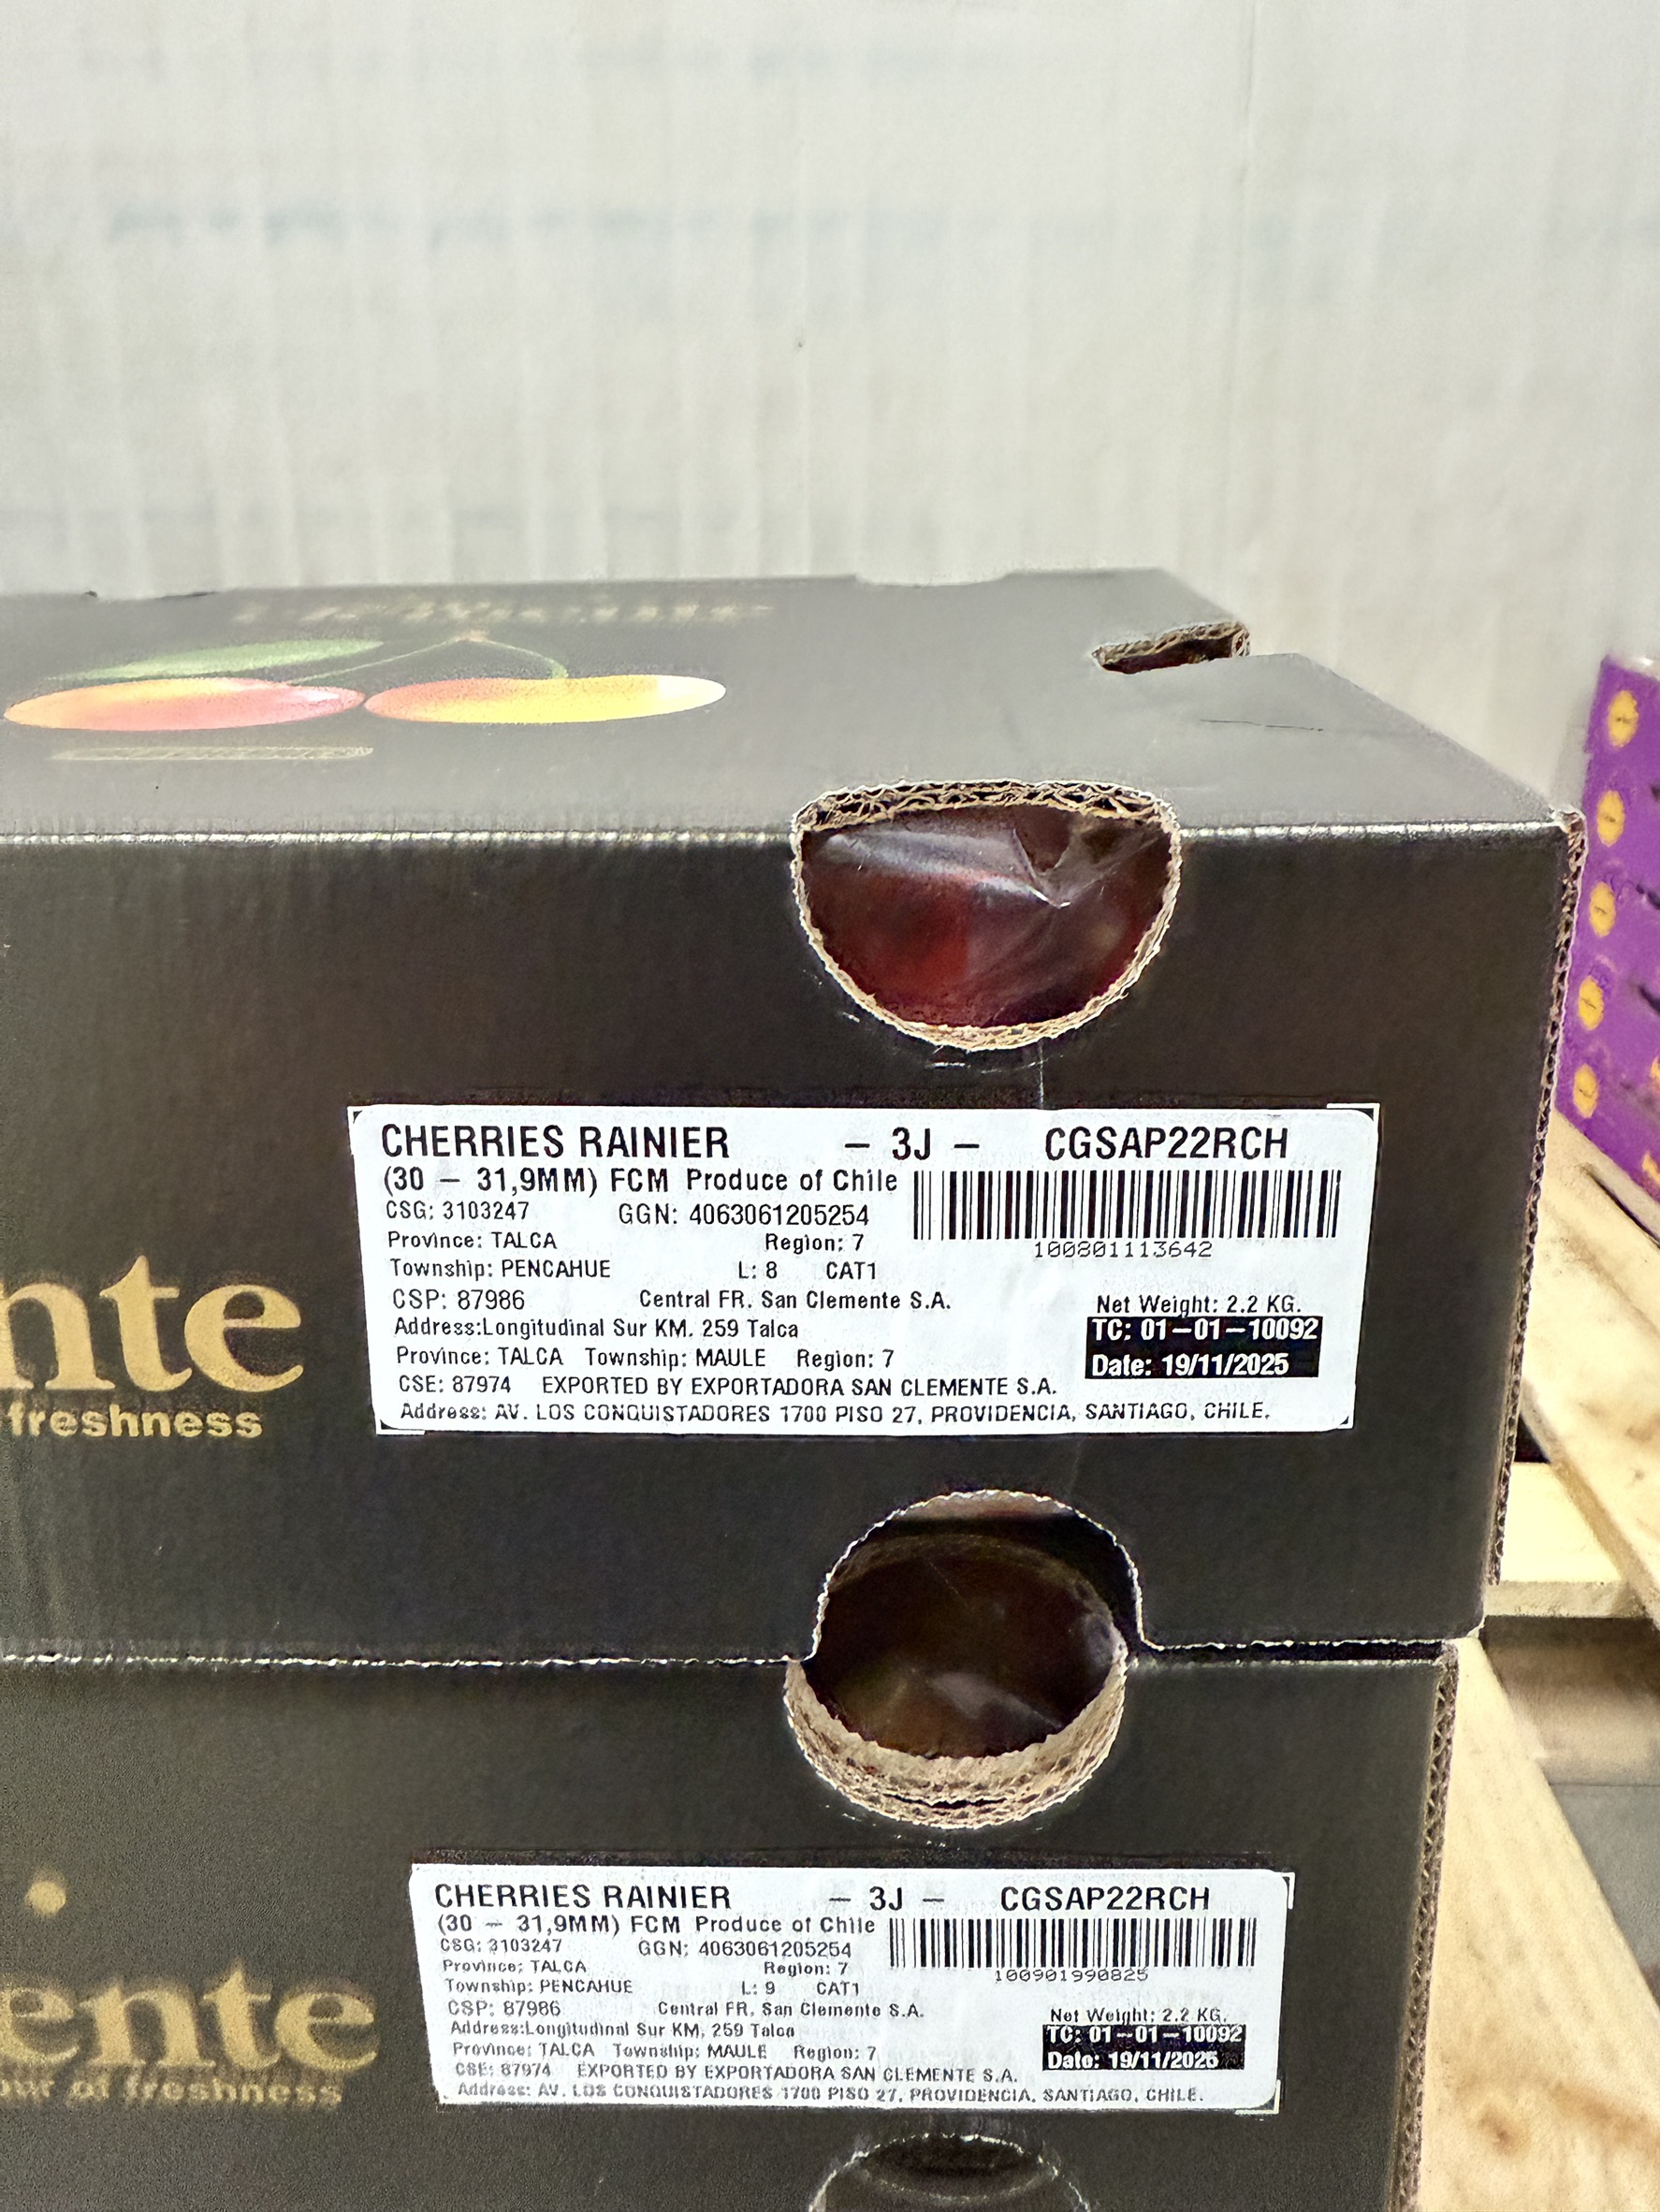 CHERRIES RAINIER – 3J – CGSAP22RCH
(30 – 31,9MM) FCM Produce of Chile
CSG: 3103247 GGN: 4063061205254
Province: TALCA Region: 7
100801113642
Township: PENCAHUE L: 8 CAT1
CSP: 87986 Central FR. San Clemente S.A. Net Weight: 2.2 KG.
Address:Longitudinal Sur KM. 259 Talca TC: 01-01-10092
Province: TALCA Township: MAULE Region: 7 Date: 19/11/2025
CSE: 87974 EXPORTED BY EXPORTADORA SAN CLEMENTE S.A.
Address: AV. LOS CONQUISTADORES 1700 PISO 27, PROVIDENCIA, SANTIAGO, CHILE.
nte
freshness
CHERRIES RAINIER – 3J – CGSAP22RCH
(30 – 31,9MM) FCM Produce of Chile
CSG: 3103247 GGN: 4063061205254
Province: TALCA Region: 7
100901990825
Township: PENCAHUE L: 9 CAT1
CSP: 87986 Central FR. San Clemente S.A. Net Weight: 2.2 KG.
Address:Longitudinal Sur KM. 259 Talca TC: 01-01-10092
Province: TALCA Township: MAULE Region: 7 Date: 19/11/2025
CSE: 87974 EXPORTED BY EXPORTADORA SAN CLEMENTE S.A.
Address: AV. LOS CONQUISTADORES 1700 PISO 27, PROVIDENCIA, SANTIAGO, CHILE.
ente
our of freshness